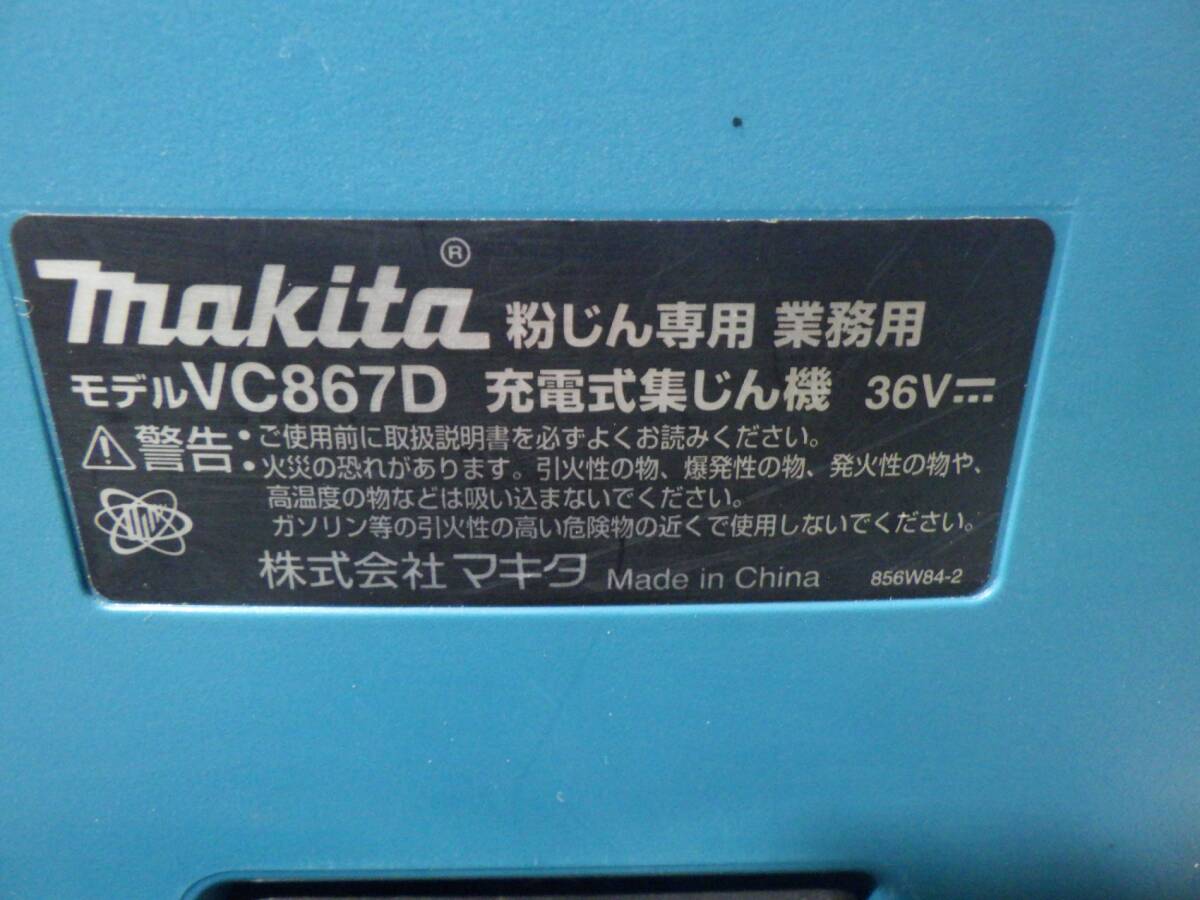 makita® 粉じん専用 業務用
モデルVC867D 充電式集じん機 36V⎓
⚠警告:・ご使用前に取扱説明書を必ずよくお読みください。
・火災の恐れがあります。引火性の物、爆発性の物、発火性の物や、
高温度の物などは吸い込まないでください。
ガソリン等の引火性の高い危険物の近くで使用しないでください。
株式会社マキタ Made in China 856W84-2